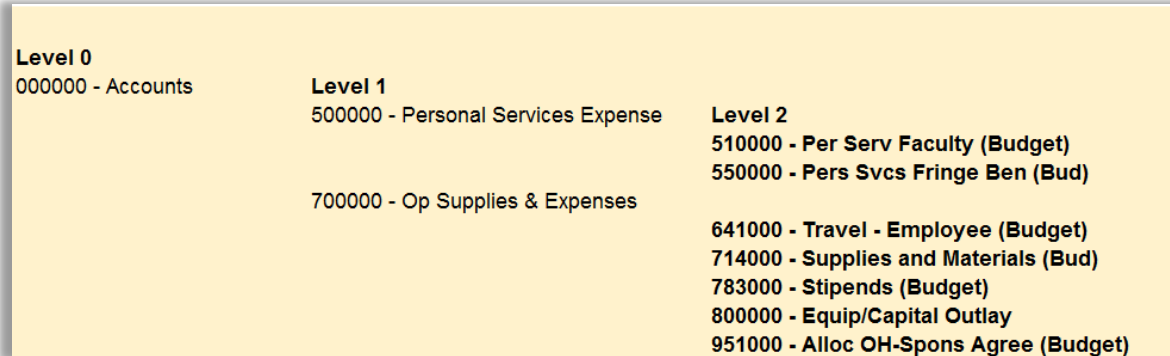 Level 0
000000 - Accounts
Level 1
500000 - Personal Services Expense
Level 2
510000 - Per Serv Faculty (Budget)
550000 - Pers Svcs Fringe Ben (Bud)
700000 - Op Supplies & Expenses
641000 - Travel - Employee (Budget)
714000 - Supplies and Materials (Bud)
783000 - Stipends (Budget)
800000 - Equip/Capital Outlay
951000 - Alloc OH-Spons Agree (Budget)